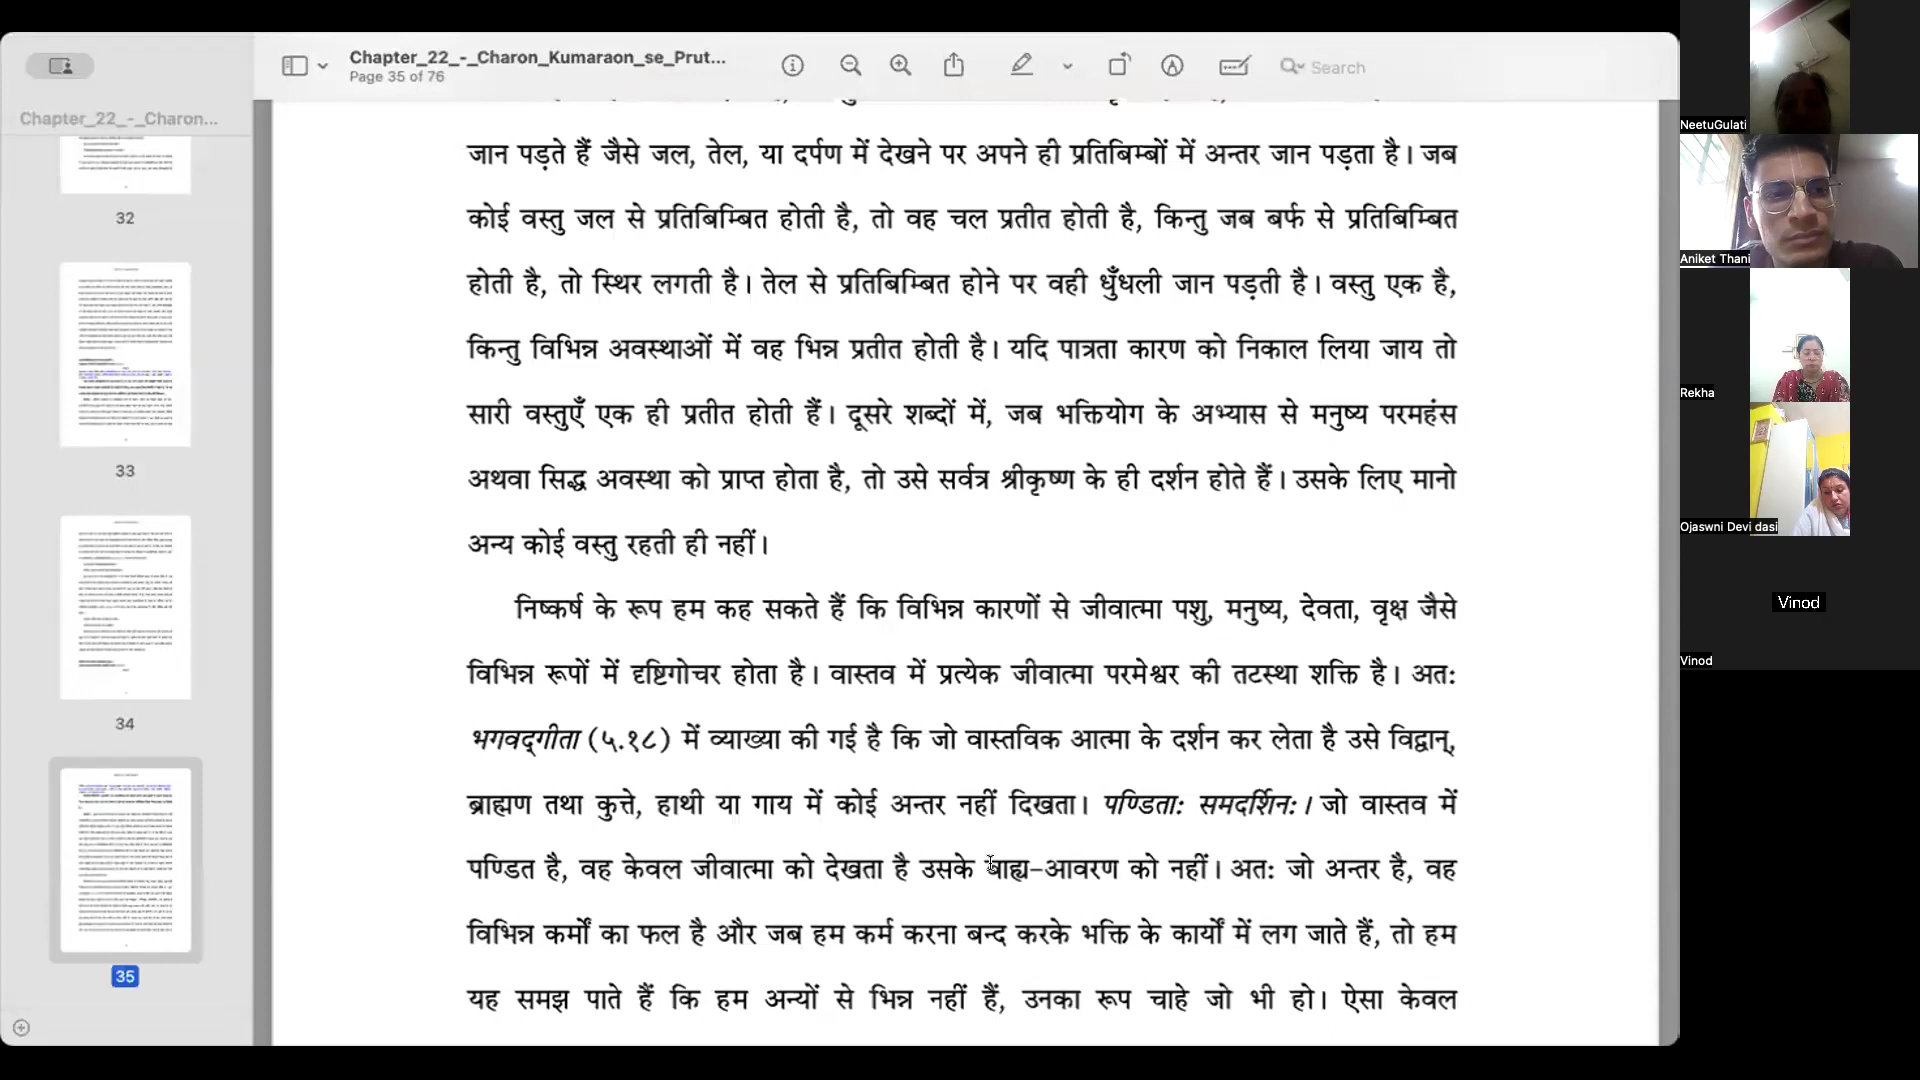 Chapter_22_-_Charon_Kumaraon_se_Prut...
Page 35 of 76
Search
Chapter_22_-_Charon...
32
33
34
35
जान पड़ते हैं जैसे जल, तेल, या दर्पण में देखने पर अपने ही प्रतिबिम्बों में अन्तर जान पड़ता है। जब
कोई वस्तु जल से प्रतिबिम्बित होती है, तो वह चल प्रतीत होती है, किन्तु जब बर्फ से प्रतिबिम्बित
होती है, तो स्थिर लगती है। तेल से प्रतिबिम्बित होने पर वही धुँधली जान पड़ती है। वस्तु एक है,
किन्तु विभिन्न अवस्थाओं में वह भिन्न प्रतीत होती है। यदि पात्रता कारण को निकाल लिया जाय तो
सारी वस्तुएँ एक ही प्रतीत होती हैं। दूसरे शब्दों में, जब भक्तियोग के अभ्यास से मनुष्य परमहंस
अथवा सिद्ध अवस्था को प्राप्त होता है, तो उसे सर्वत्र श्रीकृष्ण के ही दर्शन होते हैं। उसके लिए मानो
अन्य कोई वस्तु रहती ही नहीं।
निष्कर्ष के रूप हम कह सकते हैं कि विभिन्न कारणों से जीवात्मा पशु, मनुष्य, देवता, वृक्ष जैसे
विभिन्न रूपों में दृष्टिगोचर होता है। वास्तव में प्रत्येक जीवात्मा परमेश्वर की तटस्था शक्ति है। अत:
भगवद्गीता (५.१८) में व्याख्या की गई है कि जो वास्तविक आत्मा के दर्शन कर लेता है उसे विद्वान्,
ब्राह्मण तथा कुत्ते, हाथी या गाय में कोई अन्तर नहीं दिखता। पण्डिता: समदर्शिन:। जो वास्तव में
पण्डित है, वह केवल जीवात्मा को देखता है उसके बाह्य-आवरण को नहीं। अत: जो अन्तर है, वह
विभिन्न कर्मों का फल है और जब हम कर्म करना बन्द करके भक्ति के कार्यों में लग जाते हैं, तो हम
यह समझ पाते हैं कि हम अन्यों से भिन्न नहीं हैं, उनका रूप चाहे जो भी हो। ऐसा केवल
NeetuGulati
Aniket Thani
Rekha
Ojaswni Devi dasi
Vinod
Vinod